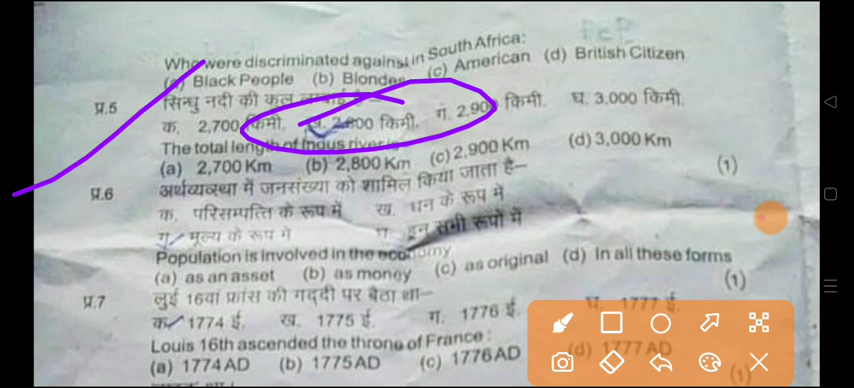 Who were discriminated against in South Africa:
(a) Black People (b) Blondes (c) American (d) British Citizen
प्र.5 सिन्धु नदी की कुल लम्बाई है—
क. 2,700 किमी. ख. 2,800 किमी. ग. 2,900 किमी. घ. 3,000 किमी.
The total length of Indus river is
(a) 2,700 Km (b) 2,800 Km (c) 2,900 Km (d) 3,000 Km
(1)
प्र.6 अर्थव्यवस्था में जनसंख्या को शामिल किया जाता है—
क. परिसम्पत्ति के रूप में ख. धन के रूप में
ग. मूल्य के रूप मे घ. इन सभी रूपों में
Population is involved in the economy
(a) as an asset (b) as money (c) as original (d) In all these forms
(1)
प्र.7 लुई 16वां फ्रांस की गद्दी पर बैठा था—
क. 1774 ई. ख. 1775 ई. ग. 1776 ई. घ. 1777 ई.
Louis 16th ascended the throne of France :
(a) 1774 AD (b) 1775 AD (c) 1776 AD (d) 1777 AD
(1)